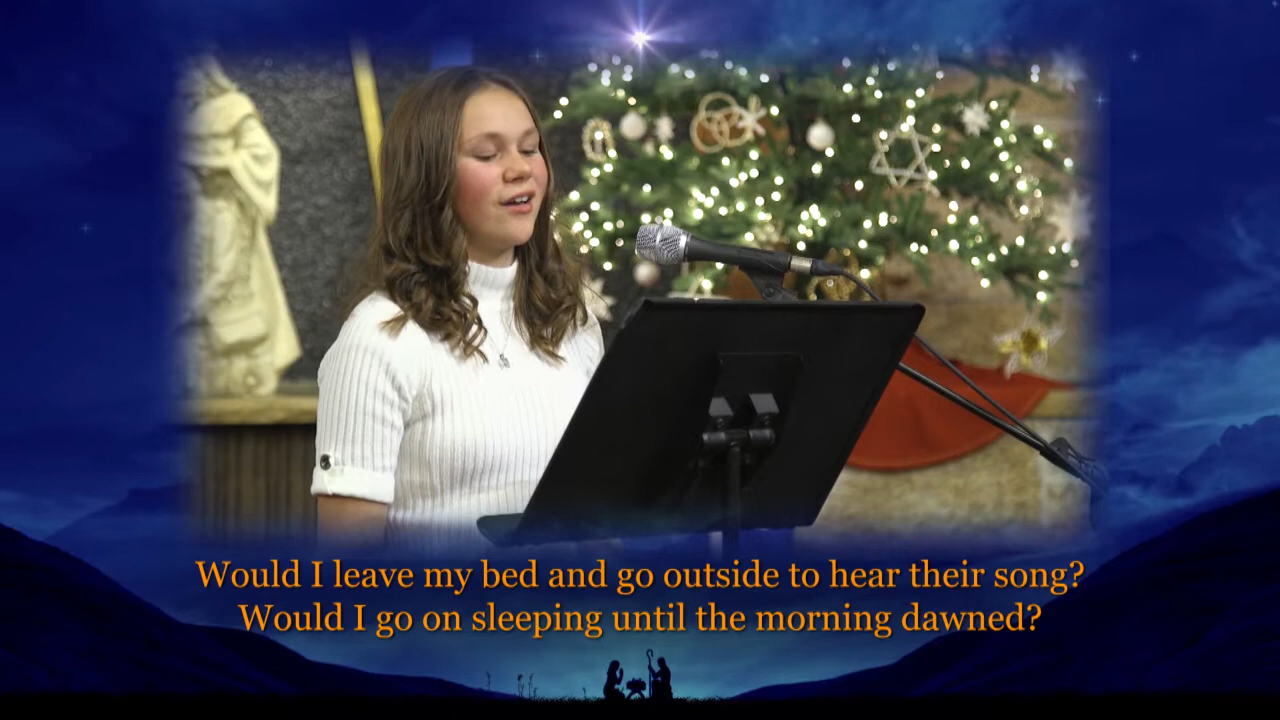 Would I leave my bed and go outside to hear their song?
Would I go on sleeping until the morning dawned?